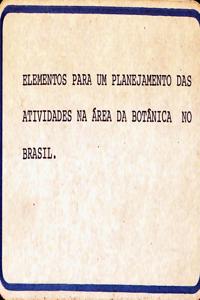 ELEMENTOS PARA UM PLANEJAMENTO DAS
ATIVIDADES NA ÁREA DA BOTÂNICA NO
BRASIL.